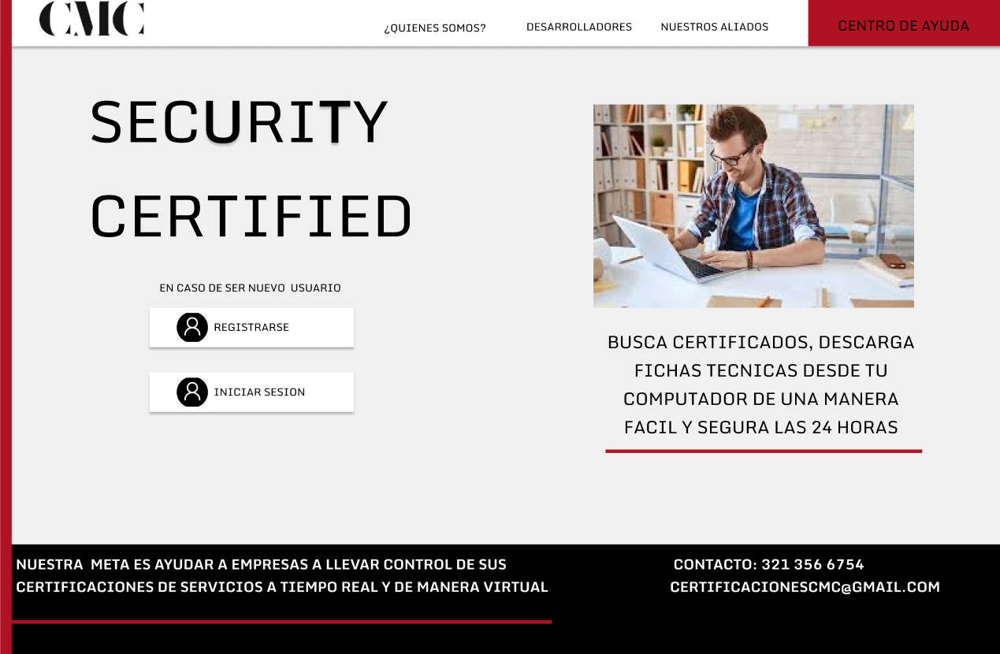 CMC
¿QUIENES SOMOS?
DESARROLLADORES
NUESTROS ALIADOS
CENTRO DE AYUDA
SECURITY
CERTIFIED
EN CASO DE SER NUEVO  USUARIO
REGISTRARSE
INICIAR SESION
BUSCA CERTIFICADOS, DESCARGA
FICHAS TECNICAS DESDE TU
COMPUTADOR DE UNA MANERA
FACIL Y SEGURA LAS 24 HORAS
NUESTRA  META ES AYUDAR A EMPRESAS A LLEVAR CONTROL DE SUS
CERTIFICACIONES DE SERVICIOS A TIEMPO REAL Y DE MANERA VIRTUAL
CONTACTO: 321 356 6754
CERTIFICACIONESCMC@GMAIL.COM